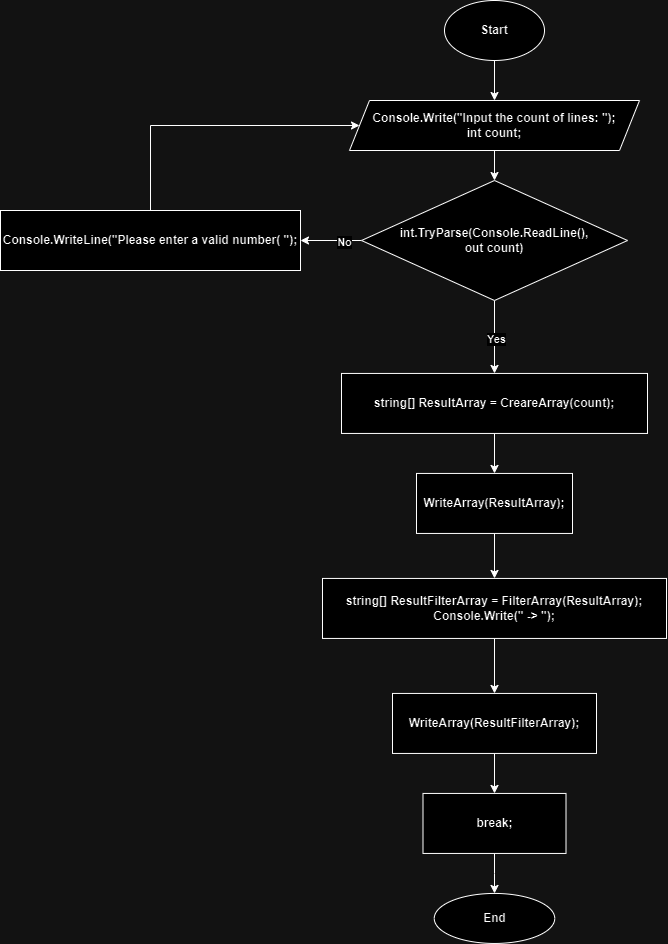 Start
Console.Write("Input the count of lines: ");
int count;
int.TryParse(Console.ReadLine(),
out count)
No
Console.WriteLine("Please enter a valid number( ");
Yes
string[] ResultArray = CreareArray(count);
WriteArray(ResultArray);
string[] ResultFilterArray = FilterArray(ResultArray);
Console.Write(" -> ");
WriteArray(ResultFilterArray);
break;
End